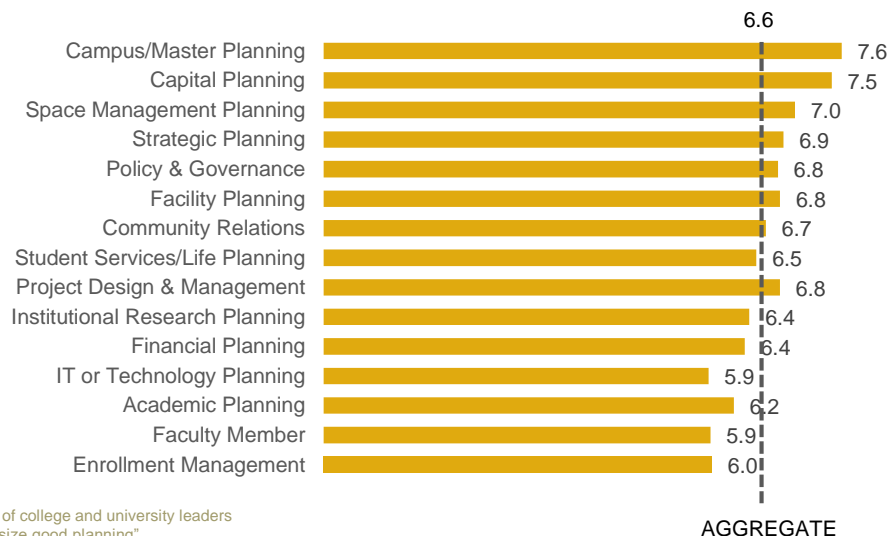 6.6
Campus/Master Planning 7.6
Capital Planning 7.5
Space Management Planning 7.0
Strategic Planning 6.9
Policy & Governance 6.8
Facility Planning 6.8
Community Relations 6.7
Student Services/Life Planning 6.5
Project Design & Management 6.8
Institutional Research Planning 6.4
Financial Planning 6.4
IT or Technology Planning 5.9
Academic Planning 6.2
Faculty Member 5.9
Enrollment Management 6.0
of college and university leaders
size good planning"
AGGREGATE